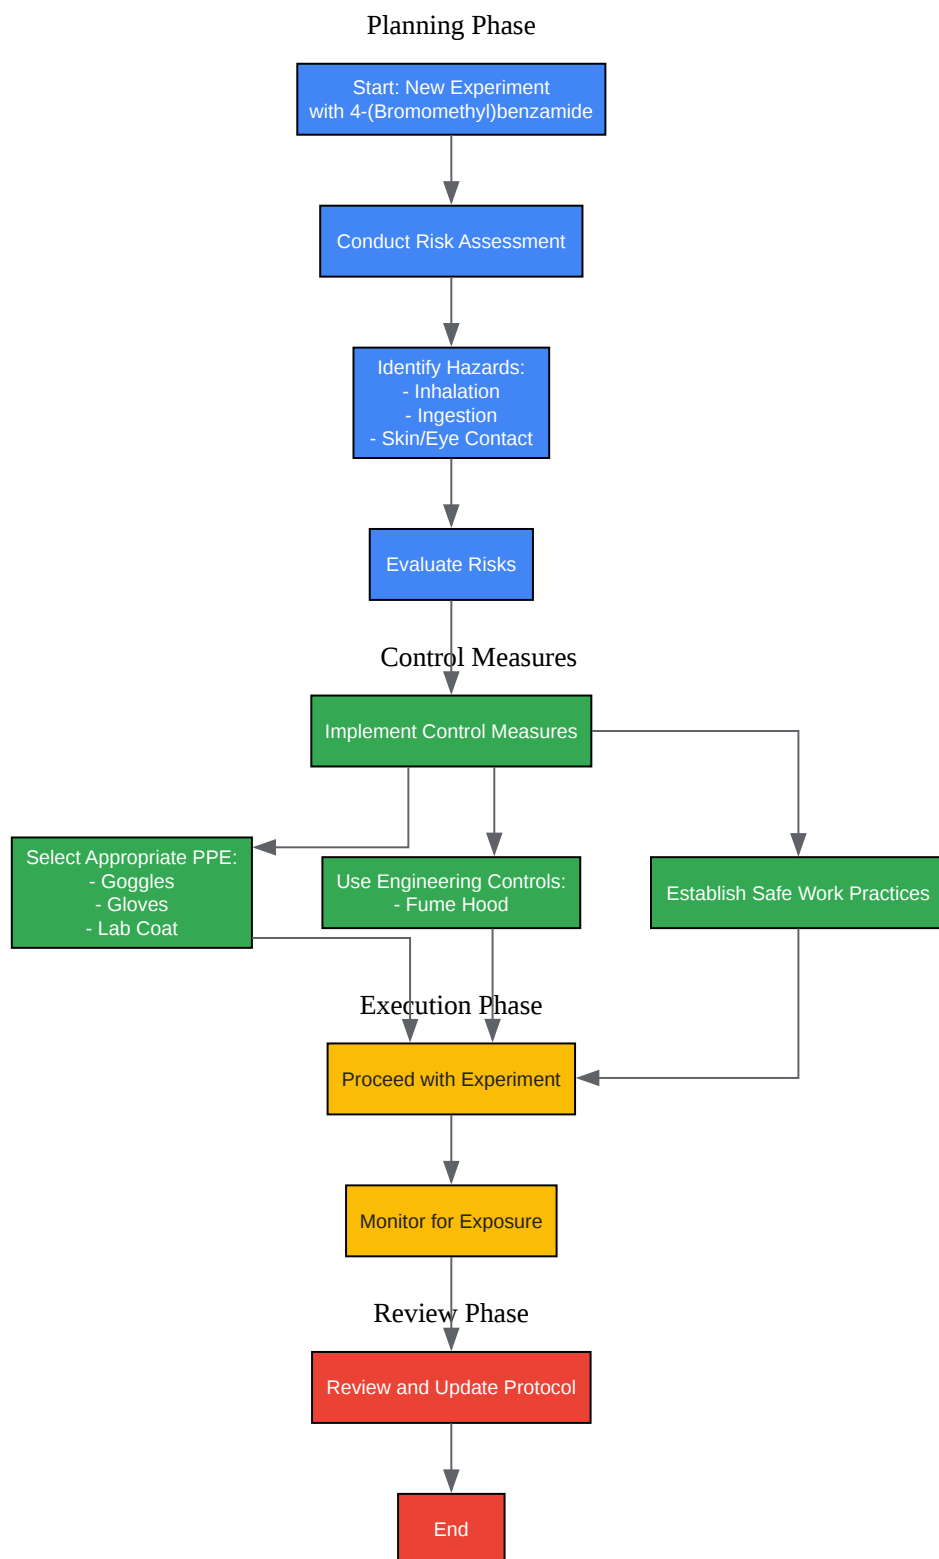 Planning Phase
Start: New Experiment
with 4-(Bromomethyl)benzamide
Conduct Risk Assessment
Identify Hazards:
- Inhalation
- Ingestion
- Skin/Eye Contact
Evaluate Risks
Control Measures
Implement Control Measures
Select Appropriate PPE:
- Goggles
- Gloves
- Lab Coat
Use Engineering Controls:
- Fume Hood
Establish Safe Work Practices
Execution Phase
Proceed with Experiment
Monitor for Exposure
Review Phase
Review and Update Protocol
End